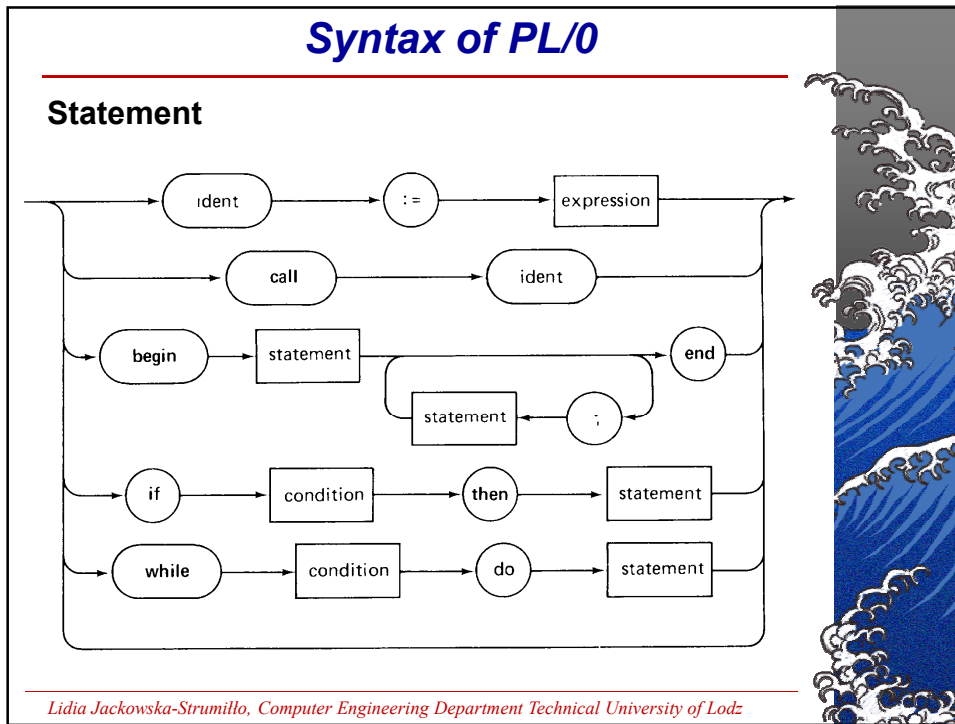 Syntax of PL/0
Statement
ident := expression
call ident
begin statement end
statement ;
if condition then statement
while condition do statement
Lidia Jackowska-Strumiłło, Computer Engineering Department Technical University of Lodz